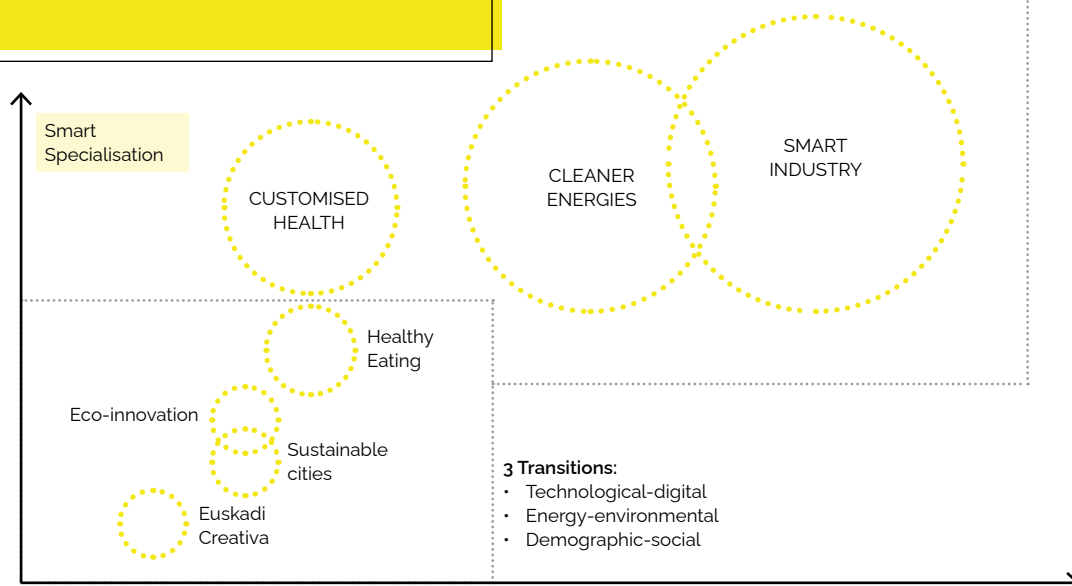 Smart
Specialisation
CUSTOMISED
HEALTH
CLEANER
ENERGIES
SMART
INDUSTRY
Healthy
Eating
Eco-innovation
Sustainable
cities
Euskadi
Creativa
3 Transitions:
• Technological-digital
• Energy-environmental
• Demographic-social